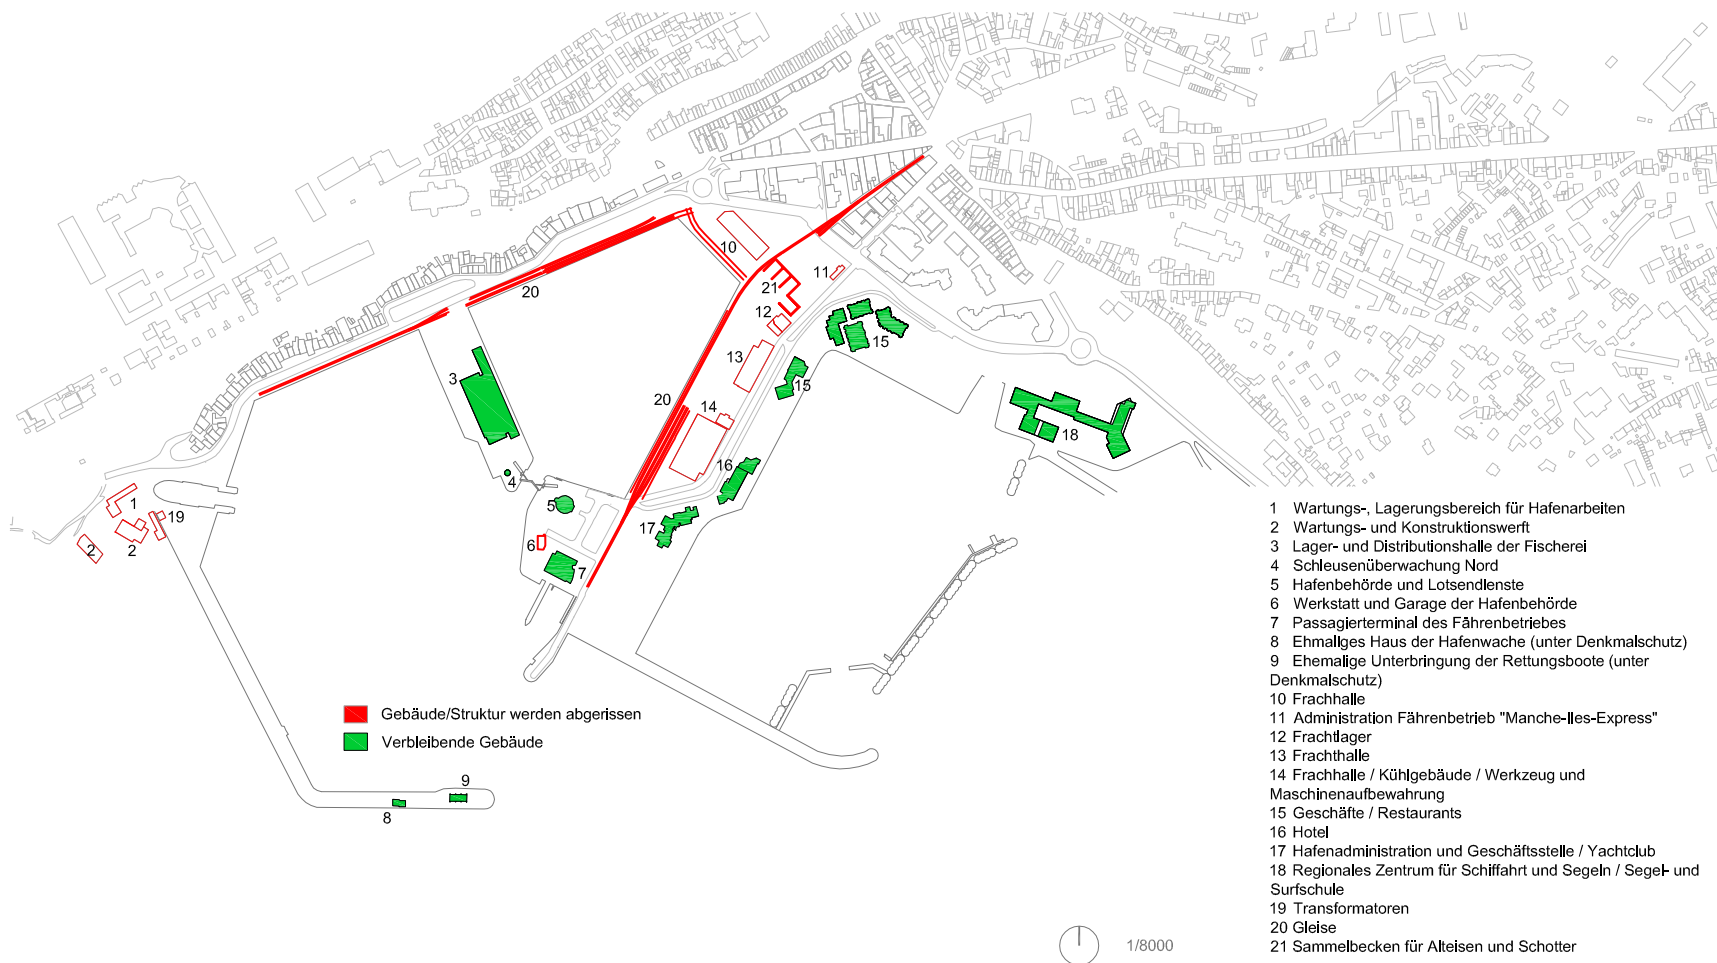 10
11
20
21
12
15
13
3
15
20
14
18
16
4
5
1
19
17
2
2
6
7
Gebäude/Struktur werden abgerissen
Verbleibende Gebäude
9
8
1 Wartungs-, Lagerungsbereich für Hafenarbeiten
2 Wartungs- und Konstruktionswerft
3 Lager- und Distributionshalle der Fischerei
4 Schleusenüberwachung Nord
5 Hafenbehörde und Lotsendienste
6 Werkstatt und Garage der Hafenbehörde
7 Passagierterminal des Fährenbetriebes
8 Ehmaliges Haus der Hafenwache (unter Denkmalschutz)
9 Ehemalige Unterbringung der Rettungsboote (unter
Denkmalschutz)
10 Frachhalle
11 Administration Fährenbetrieb "Manche-Iles-Express"
12 Frachtlager
13 Frachthalle
14 Frachhalle / Kühlgebäude / Werkzeug und
Maschinenaufbewahrung
15 Geschäfte / Restaurants
16 Hotel
17 Hafenadministration und Geschäftsstelle / Yachtclub
18 Regionales Zentrum für Schiffahrt und Segeln / Segel- und
Surfschule
19 Transformatoren
20 Gleise
21 Sammelbecken für Alteisen und Schotter
1/8000